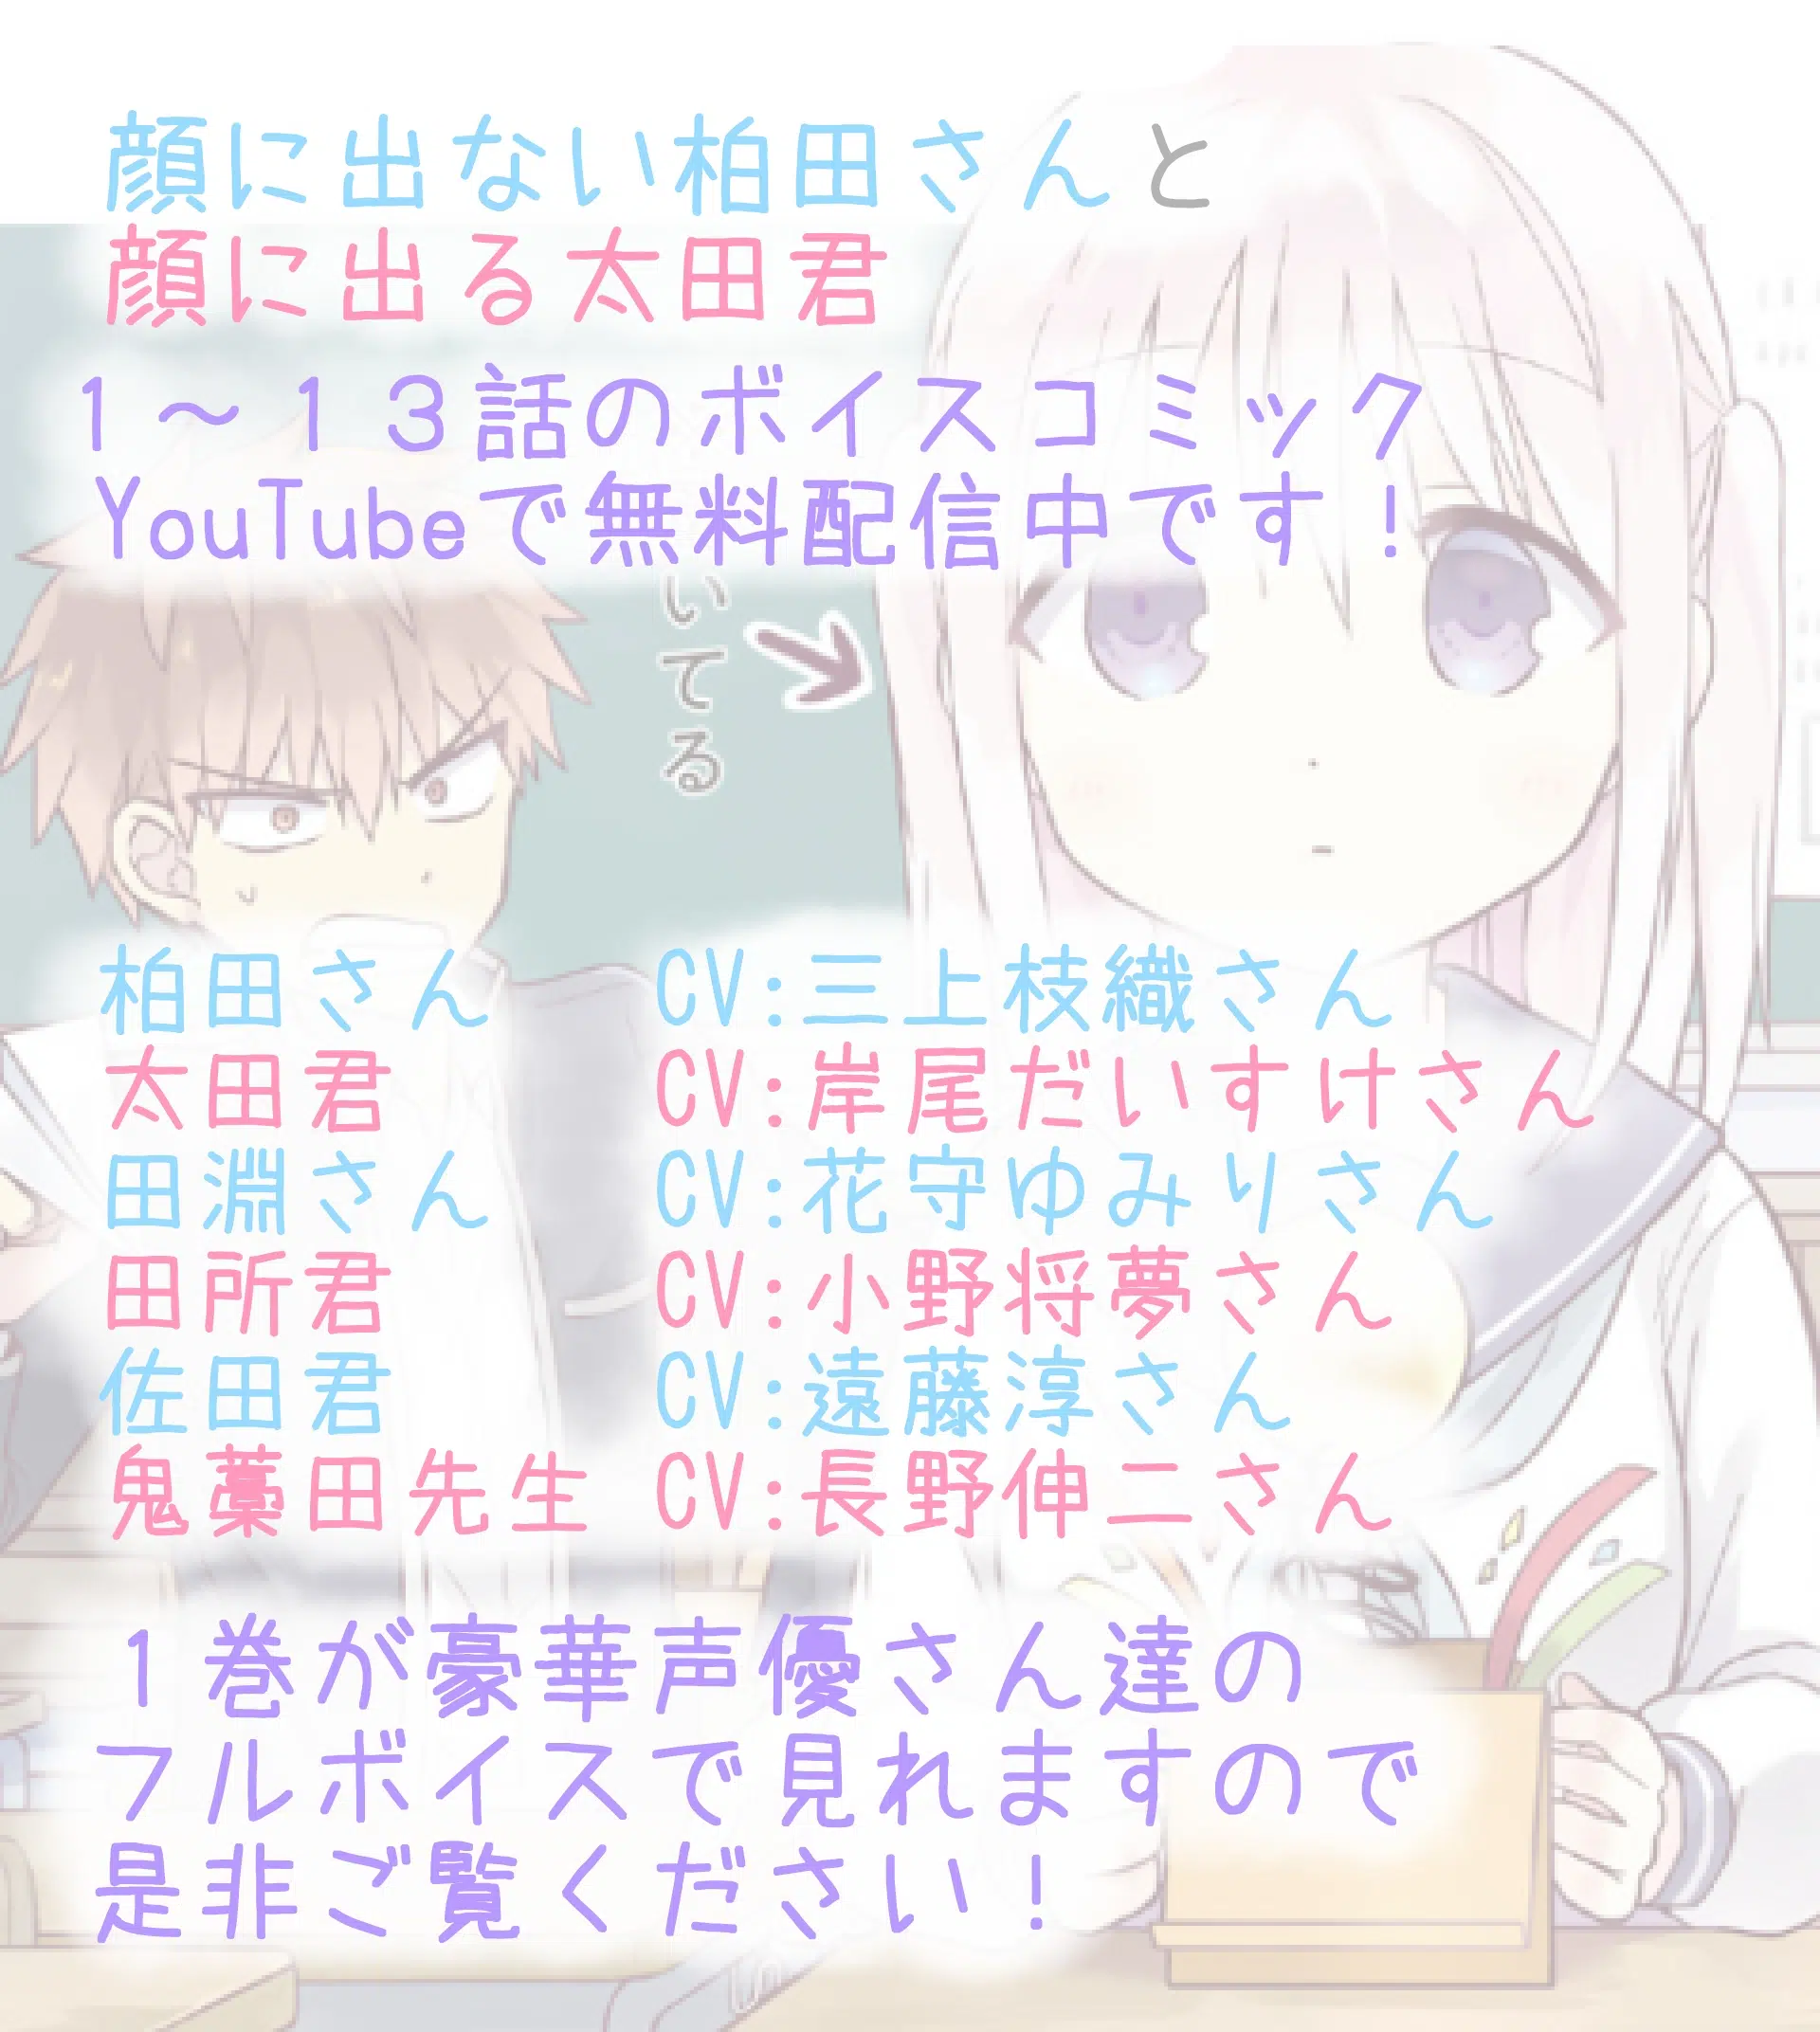 顔に出ない柏田さんと
顔に出る太田君
１～１３話のボイスコミック
YouTubeで無料配信中です！
いてる
柏田さん CV:三上枝織さん
太田君 CV:岸尾だいすけさん
田淵さん CV:花守ゆみりさん
田所君 CV:小野将夢さん
佐田君 CV:遠藤淳さん
鬼藁田先生 CV:長野伸二さん
１巻が豪華声優さん達の
フルボイスで見れますので
是非ご覧ください！